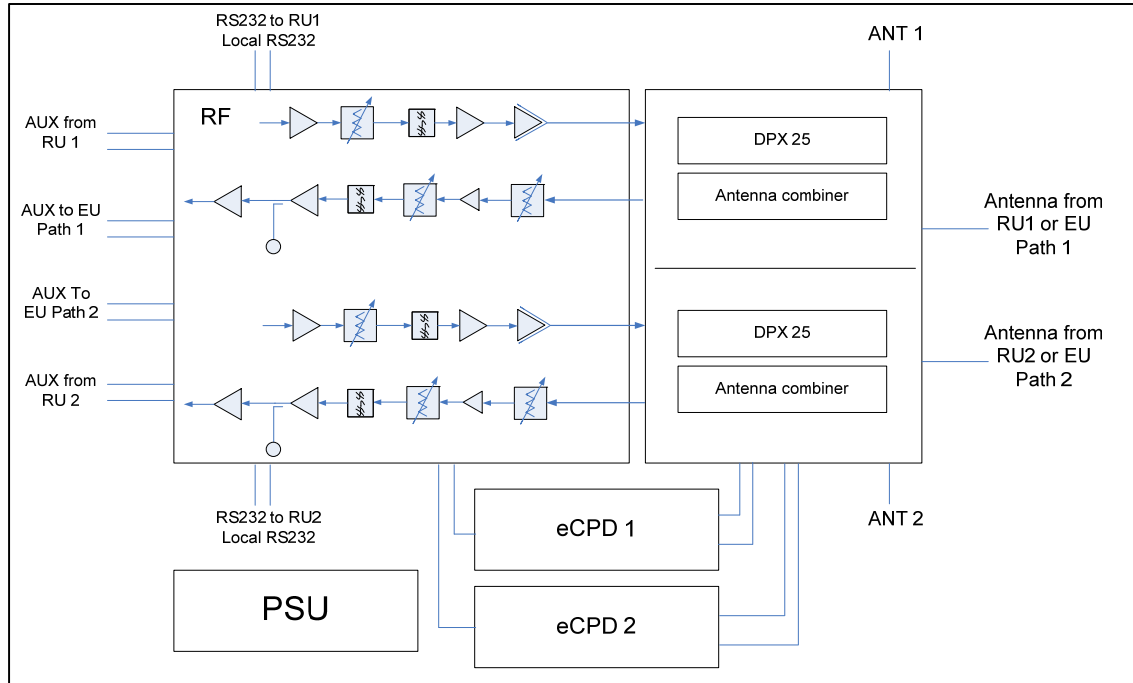 RS232 to RU1
Local RS232
ANT 1
RF
AUX from
RU 1
DPX 25
Antenna combiner
AUX to EU
Path 1
Antenna from
RU1 or EU
Path 1
AUX To
EU Path 2
DPX 25
Antenna from
RU2 or EU
Path 2
AUX from
RU 2
Antenna combiner
RS232 to RU2
Local RS232
eCPD 1
ANT 2
PSU
eCPD 2